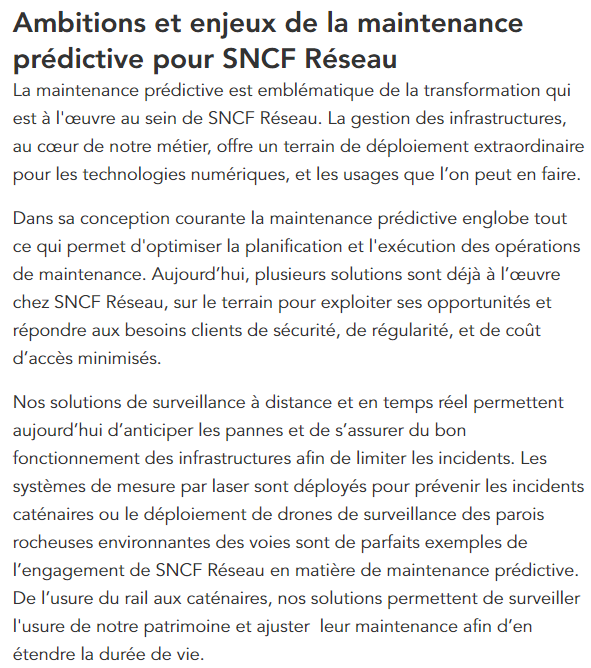 Ambitions et enjeux de la maintenance
prédictive pour SNCF Réseau
La maintenance prédictive est emblématique de la transformation qui
est à l'œuvre au sein de SNCF Réseau. La gestion des infrastructures,
au cœur de notre métier, offre un terrain de déploiement extraordinaire
pour les technologies numériques, et les usages que l’on peut en faire.
Dans sa conception courante la maintenance prédictive englobe tout
ce qui permet d'optimiser la planification et l'exécution des opérations
de maintenance. Aujourd’hui, plusieurs solutions sont déjà à l’œuvre
chez SNCF Réseau, sur le terrain pour exploiter ses opportunités et
répondre aux besoins clients de sécurité, de régularité, et de coût
d’accès minimisés.
Nos solutions de surveillance à distance et en temps réel permettent
aujourd’hui d’anticiper les pannes et de s’assurer du bon
fonctionnement des infrastructures afin de limiter les incidents. Les
systèmes de mesure par laser sont déployés pour prévenir les incidents
caténaires ou le déploiement de drones de surveillance des parois
rocheuses environnantes des voies sont de parfaits exemples de
l’engagement de SNCF Réseau en matière de maintenance prédictive.
De l’usure du rail aux caténaires, nos solutions permettent de surveiller
l'usure de notre patrimoine et ajuster  leur maintenance afin d’en
étendre la durée de vie.